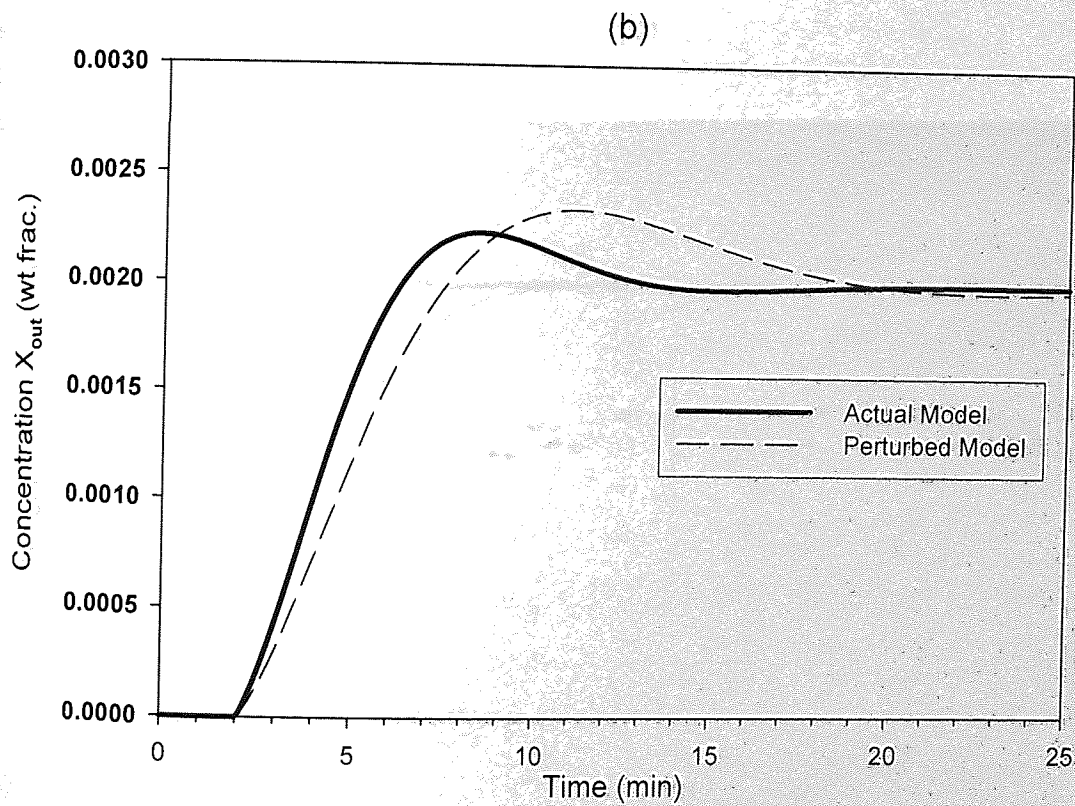 (b)
0.0030
0.0025
0.0020
0.0015
0.0010
0.0005
0.0000
Concentration Xout (wt frac.)
Actual Model
Perturbed Model
0 5 10 15 20 25
Time (min)